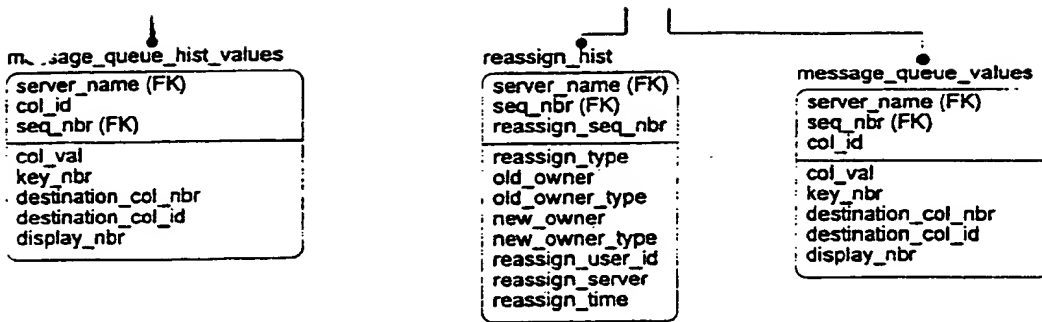 message_queue_hist_values
server_name (FK)
col_id
seq_nbr (FK)
col_val
key_nbr
destination_col_nbr
destination_col_id
display_nbr
reassign_hist
server_name (FK)
seq_nbr (FK)
reassign_seq_nbr
reassign_type
old_owner
old_owner_type
new_owner
new_owner_type
reassign_user_id
reassign_server
reassign_time
message_queue_values
server_name (FK)
seq_nbr (FK)
col_id
col_val
key_nbr
destination_col_nbr
destination_col_id
display_nbr